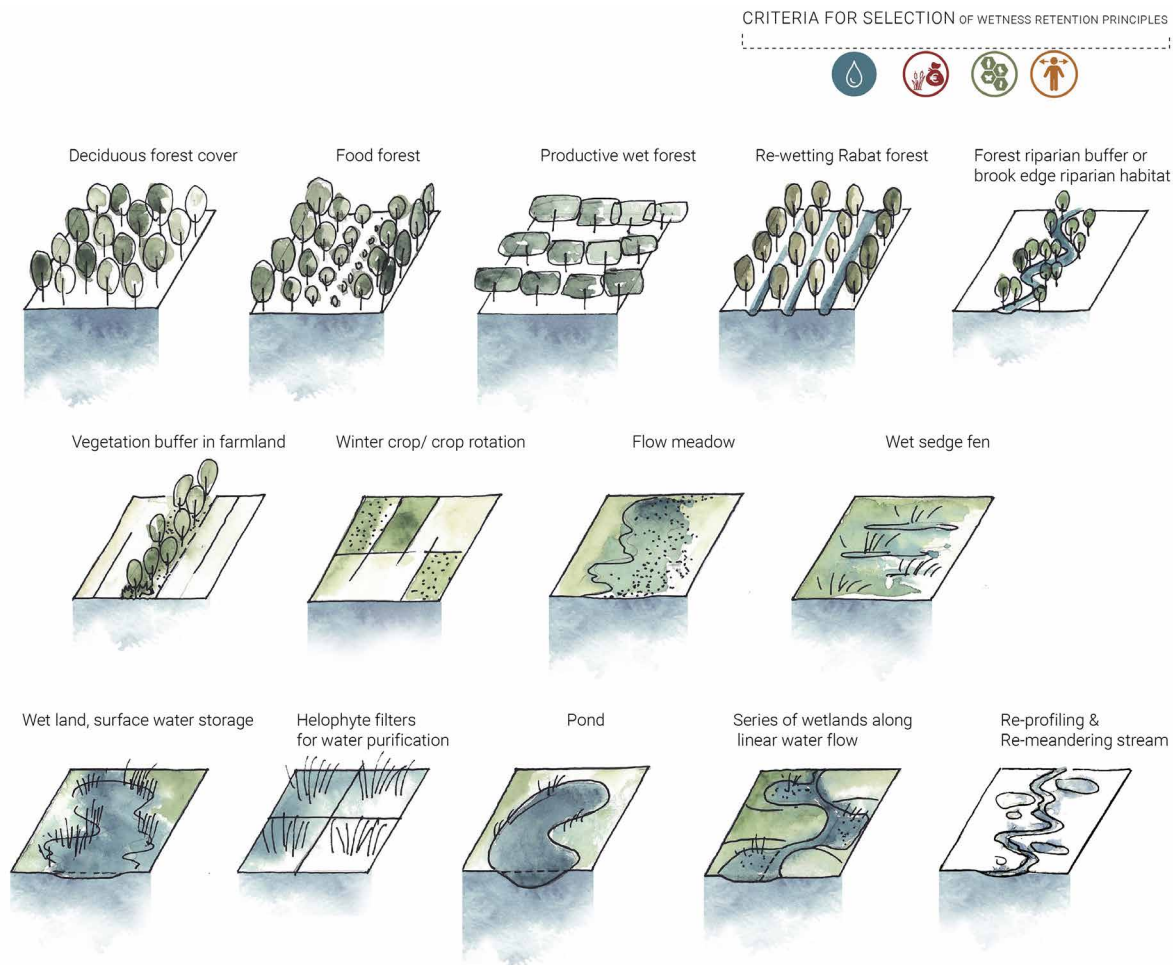 CRITERIA FOR SELECTION OF WETNESS RETENTION PRINCIPLES
€
Deciduous forest cover
Food forest
Productive wet forest
Re-wetting Rabat forest
Forest riparian buffer or
brook edge riparian habitat
Vegetation buffer in farmland
Winter crop/ crop rotation
Flow meadow
Wet sedge fen
Wet land, surface water storage
Helophyte filters
for water purification
Pond
Series of wetlands along
linear water flow
Re-profiling &
Re-meandering stream